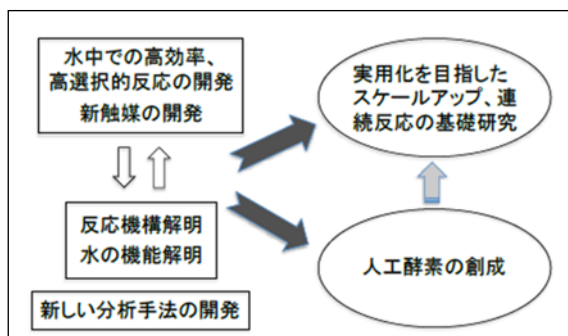 水中での高効率、
高選択的反応の開発
新触媒の開発
実用化を目指した
スケールアップ、連
続反応の基礎研究
反応機構解明
水の機能解明
人工酵素の創成
新しい分析手法の開発